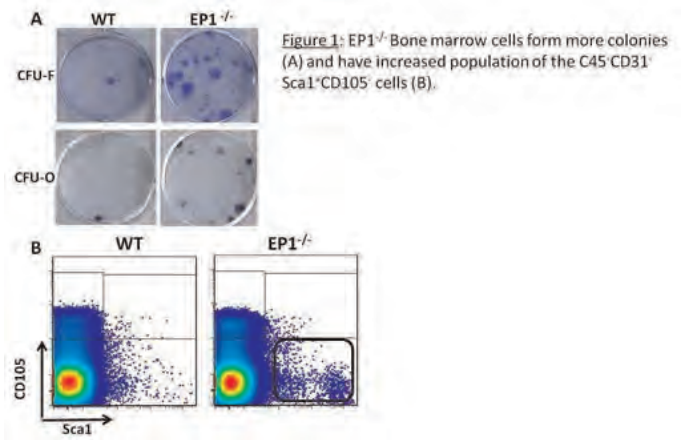 A
WT
EP1-/-
CFU-F
CFU-O
Figure 1: EP1-/- Bone marrow cells form more colonies
(A) and have increased population of the C45-CD31-
Sca1+CD105- cells (B).
B
WT
EP1-/-
CD105
Sca1